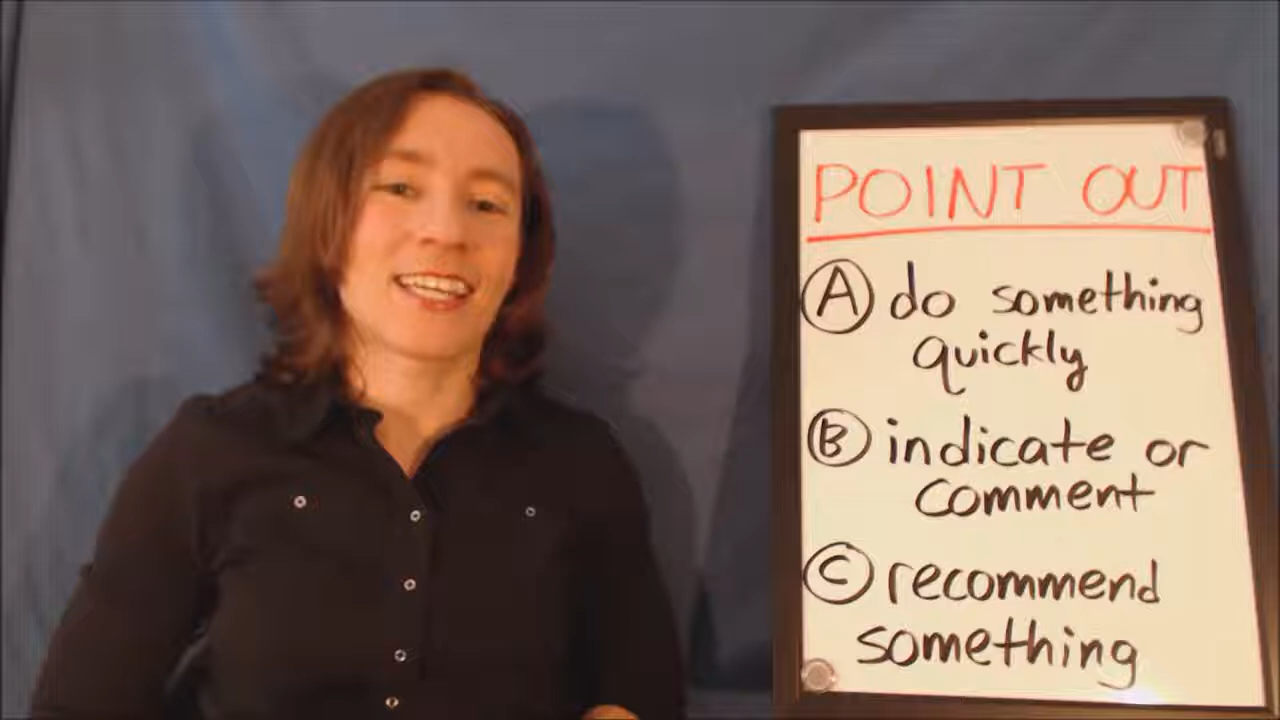 POINT OUT
A do something
quickly
B indicate or
comment
C recommend
something